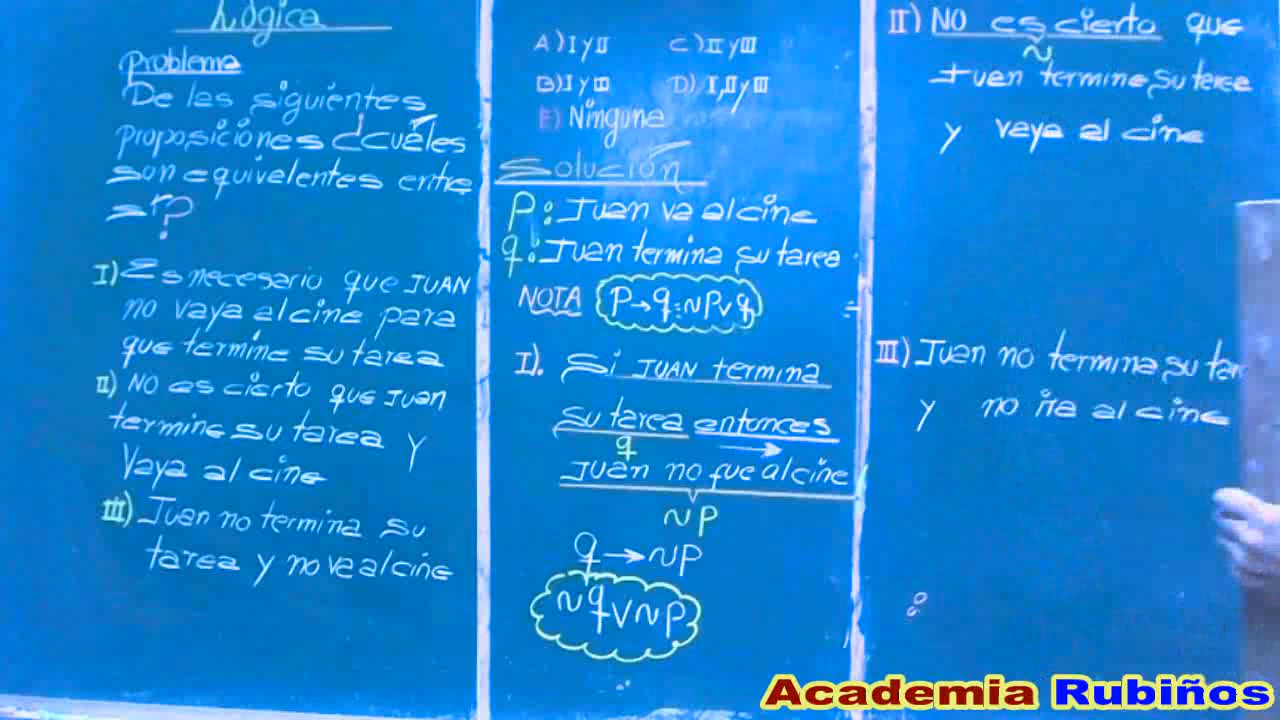 Lógica
Problema
De las siguientes
proposiciones ¿cuáles
son equivalentes entre
sí?
I) Es necesario que JUAN
no vaya al cine para
que termine su tarea
II) NO es cierto que Juan
termine su tarea y
Vaya al cine
III) Juan no termina su
tarea y no va al cine
A) I y II C) II y III
B) I y III D) I, II y III
E) Ninguna
Solución
P: Juan va al cine
q: Juan termina su tarea
NOTA P→q:~P∨q
I). Si JUAN termina
su tarea entonces
q →
Juan no fue al cine
~P
q→~P
~q∨~P
II) NO es cierto que
~
Juan termine su tarea
y vaya al cine
III) Juan no termina su
y no ira al cine
Academia Rubiños